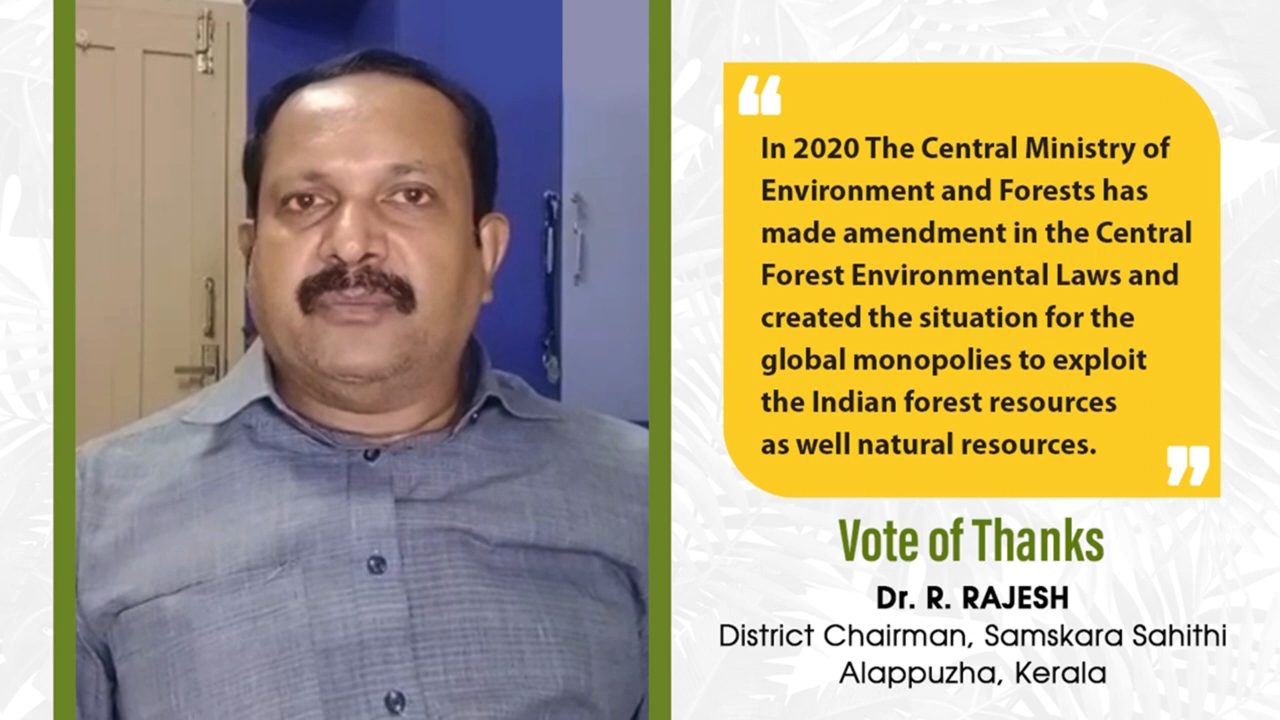 “
In 2020 The Central Ministry of
Environment and Forests has
made amendment in the Central
Forest Environmental Laws and
created the situation for the
global monopolies to exploit
the Indian forest resources
as well natural resources.
”
Vote of Thanks
Dr. R. RAJESH
District Chairman, Samskara Sahithi
Alappuzha, Kerala